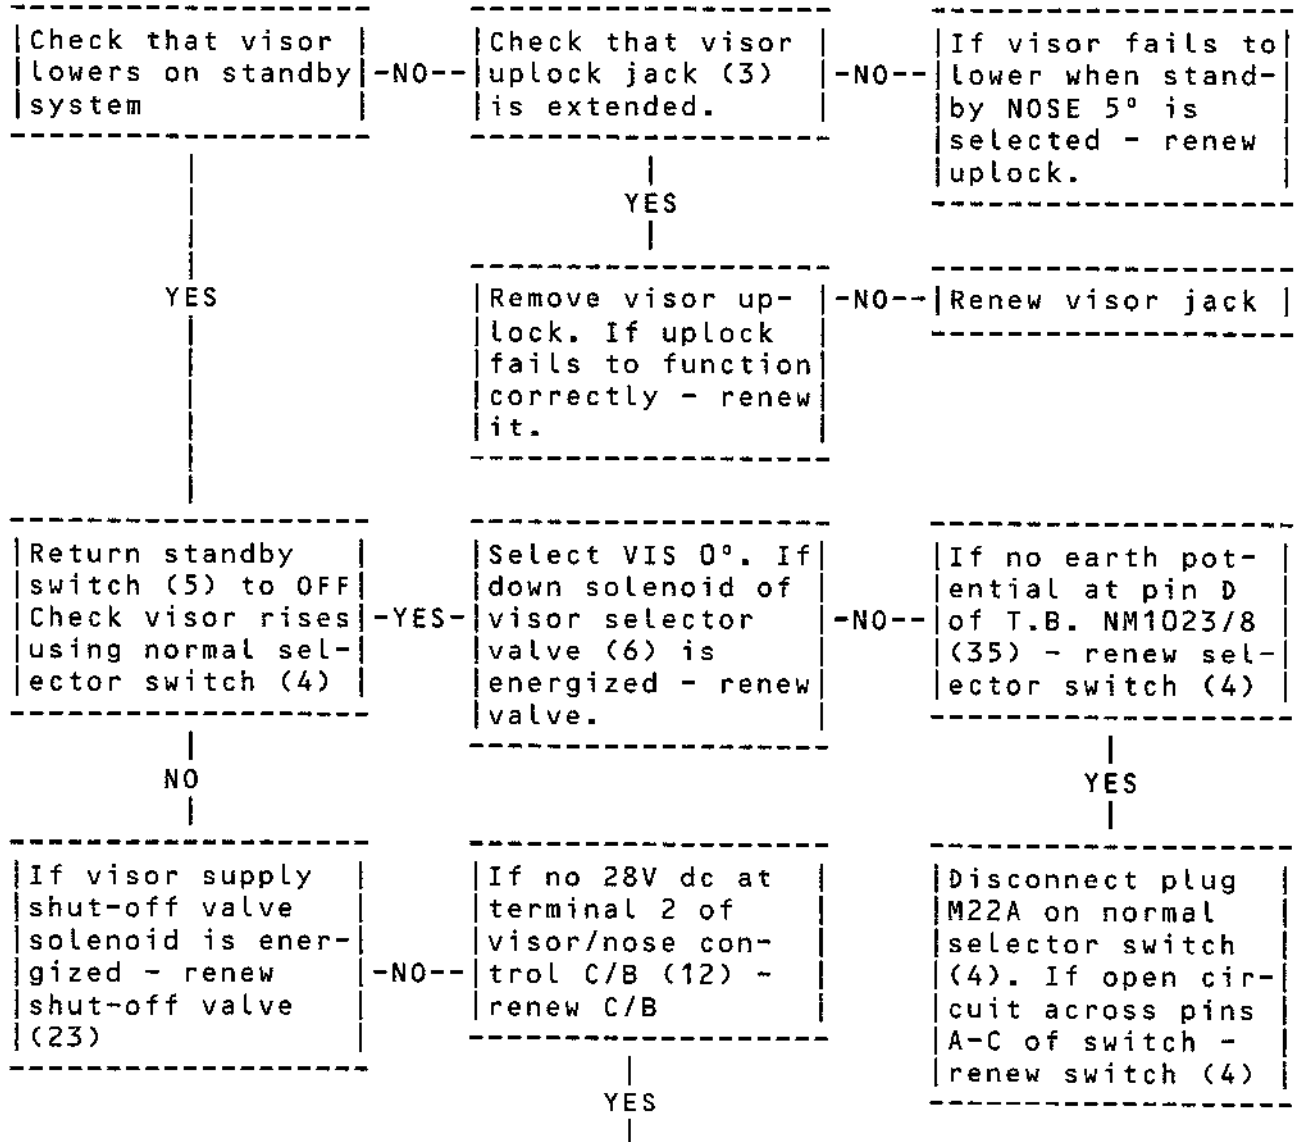 Check that visor
lowers on standby
system
-NO--
Check that visor
uplock jack (3)
is extended.
-NO--
If visor fails to
lower when stand-
by NOSE 5º is
selected - renew
uplock.
YES
YES
Remove visor up-
lock. If uplock
fails to function
correctly - renew
it.
-NO--
Renew visor jack
Return standby
switch (5) to OFF
Check visor rises
using normal sel-
ector switch (4)
-YES-
Select VIS 0º. If
down solenoid of
visor selector
valve (6) is
energized - renew
valve.
-NO--
If no earth pot-
ential at pin D
of T.B. NM1023/8
(35) - renew sel-
ector switch (4)
NO
YES
If visor supply
shut-off valve
solenoid is ener-
gized - renew
shut-off valve
(23)
-NO--
If no 28V dc at
terminal 2 of
visor/nose con-
trol C/B (12) -
renew C/B
Disconnect plug
M22A on normal
selector switch
(4). If open cir-
cuit across pins
A-C of switch -
renew switch (4)
YES